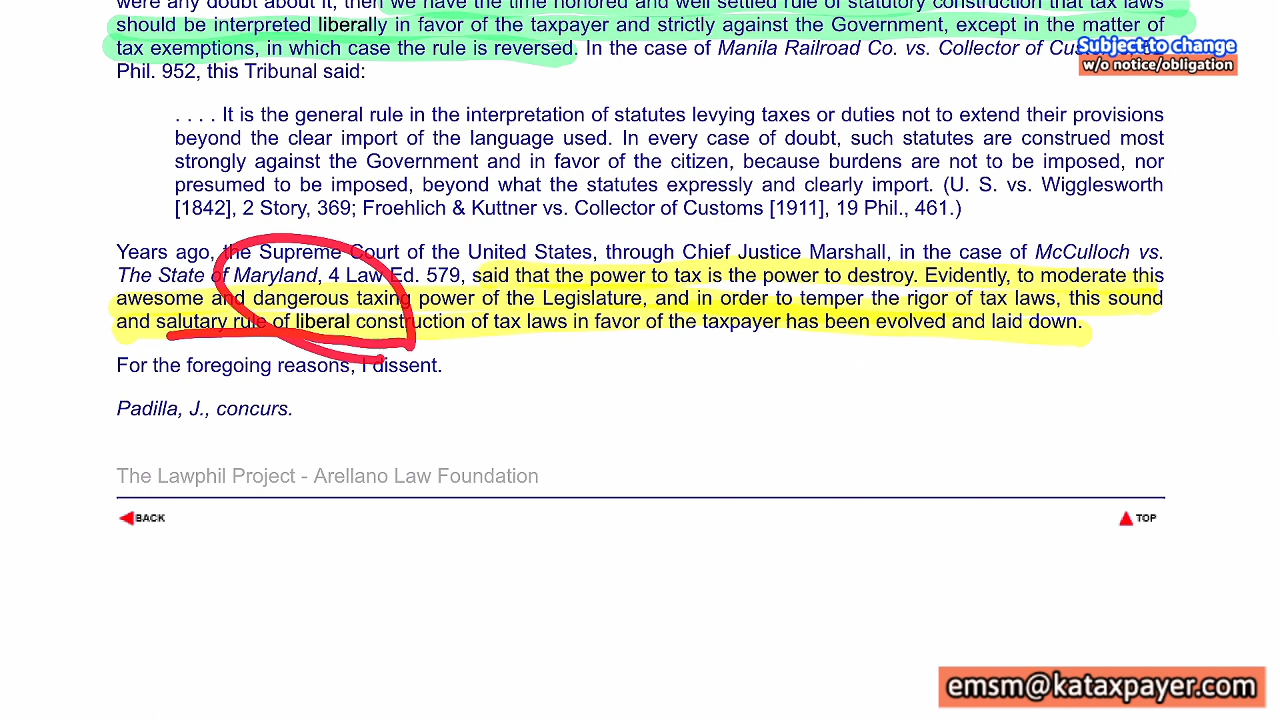 were any doubt about it, then we have the time honored and well settled rule of statutory construction that tax laws
should be interpreted liberally in favor of the taxpayer and strictly against the Government, except in the matter of
tax exemptions, in which case the rule is reversed. In the case of Manila Railroad Co. vs. Collector of
Subject to change
w/o notice/obligation
Phil. 952, this Tribunal said:
. . . . It is the general rule in the interpretation of statutes levying taxes or duties not to extend their provisions
beyond the clear import of the language used. In every case of doubt, such statutes are construed most
strongly against the Government and in favor of the citizen, because burdens are not to be imposed, nor
presumed to be imposed, beyond what the statutes expressly and clearly import. (U. S. vs. Wigglesworth
[1842], 2 Story, 369; Froehlich & Kuttner vs. Collector of Customs [1911], 19 Phil., 461.)
Years ago, the Supreme Court of the United States, through Chief Justice Marshall, in the case of McCulloch vs.
The State of Maryland, 4 Law Ed. 579, said that the power to tax is the power to destroy. Evidently, to moderate this
awesome and dangerous taxing power of the Legislature, and in order to temper the rigor of tax laws, this sound
and salutary rule of liberal construction of tax laws in favor of the taxpayer has been evolved and laid down.
For the foregoing reasons, I dissent.
Padilla, J., concurs.
The Lawphil Project - Arellano Law Foundation
BACK
TOP
emsm@kataxpayer.com